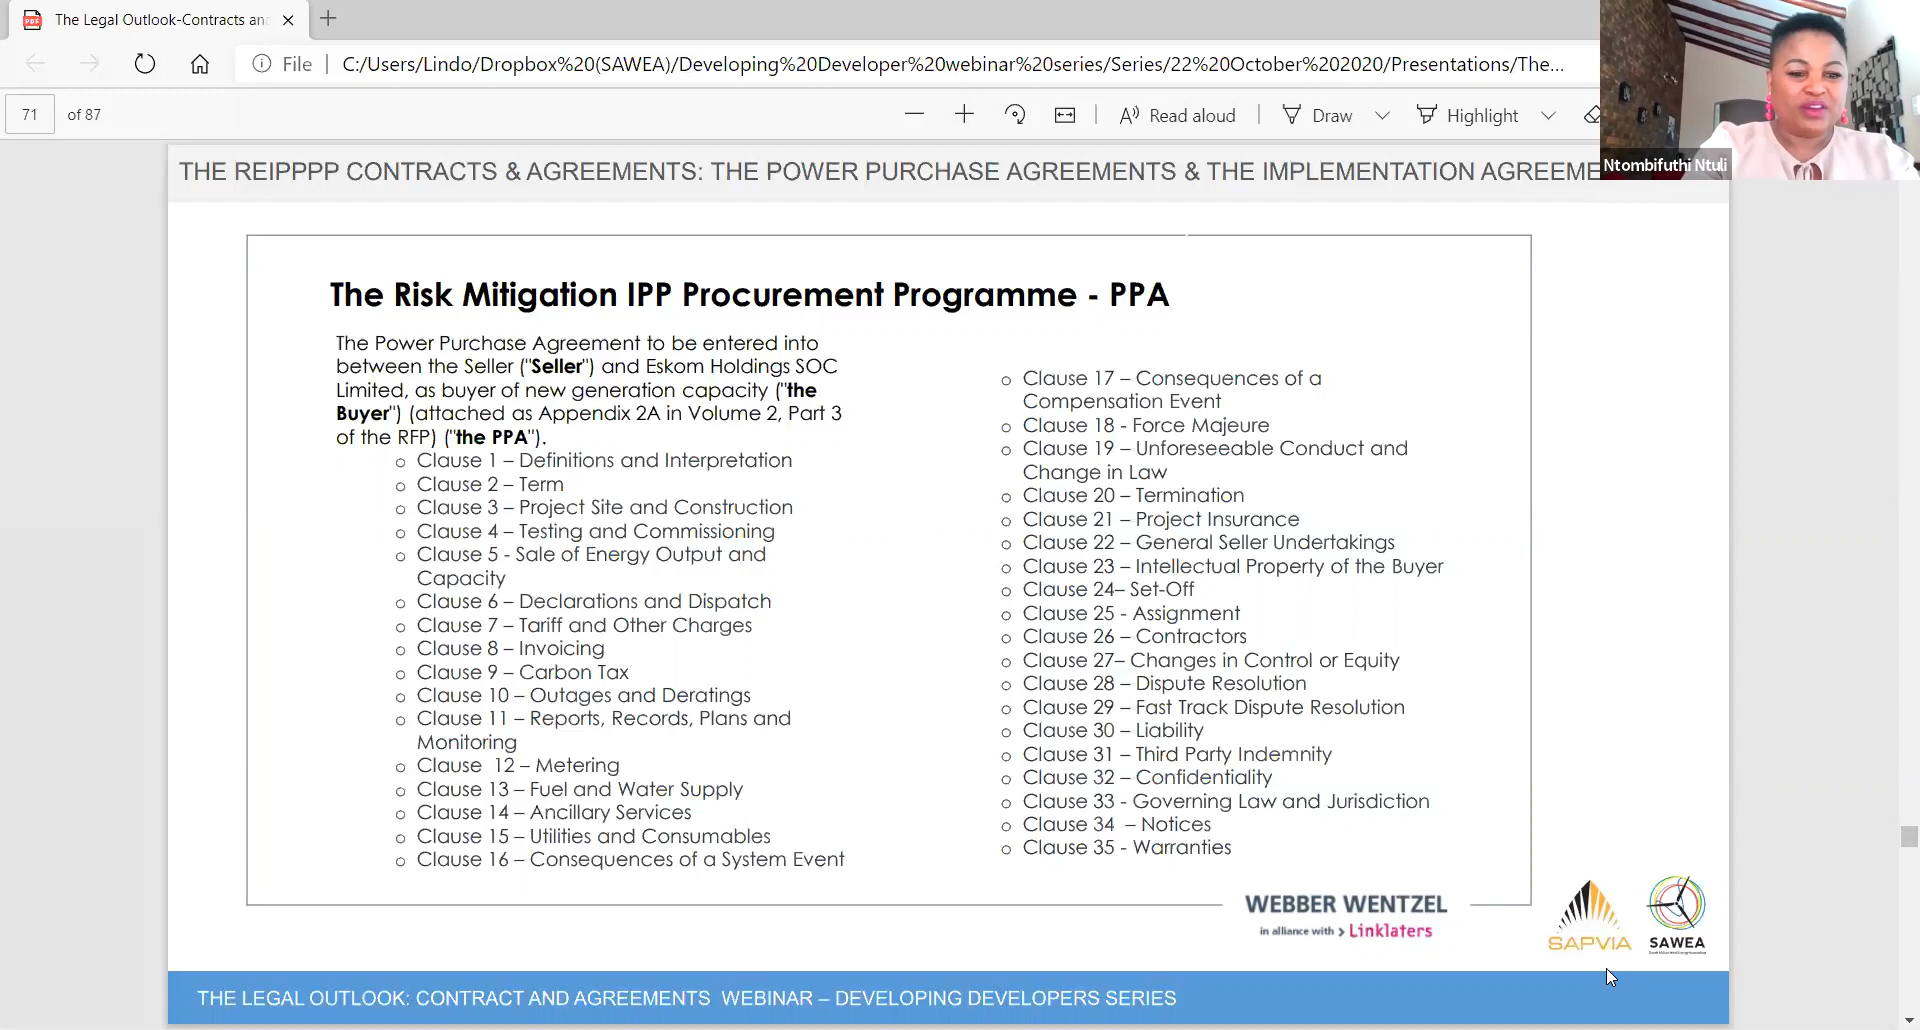 The Legal Outlook-Contracts an
File
C:/Users/Lindo/Dropbox%20(SAWEA)/Developing%20Developer%20webinar%20series/Series/22%20October%202020/Presentations/The...
71 of 87
Read aloud
Draw
Highlight
Ntombifuthi Ntuli
THE REIPPPP CONTRACTS & AGREEMENTS: THE POWER PURCHASE AGREEMENTS & THE IMPLEMENTATION AGREEME
The Risk Mitigation IPP Procurement Programme - PPA
The Power Purchase Agreement to be entered into
between the Seller ("Seller") and Eskom Holdings SOC
Limited, as buyer of new generation capacity ("the
Buyer") (attached as Appendix 2A in Volume 2, Part 3
of the RFP) ("the PPA").
o Clause 1 – Definitions and Interpretation
o Clause 2 – Term
o Clause 3 – Project Site and Construction
o Clause 4 – Testing and Commissioning
o Clause 5 - Sale of Energy Output and
Capacity
o Clause 6 – Declarations and Dispatch
o Clause 7 – Tariff and Other Charges
o Clause 8 – Invoicing
o Clause 9 – Carbon Tax
o Clause 10 – Outages and Deratings
o Clause 11 – Reports, Records, Plans and
Monitoring
o Clause  12 – Metering
o Clause 13 – Fuel and Water Supply
o Clause 14 – Ancillary Services
o Clause 15 – Utilities and Consumables
o Clause 16 – Consequences of a System Event
o Clause 17 – Consequences of a
Compensation Event
o Clause 18 - Force Majeure
o Clause 19 – Unforeseeable Conduct and
Change in Law
o Clause 20 – Termination
o Clause 21 – Project Insurance
o Clause 22 – General Seller Undertakings
o Clause 23 – Intellectual Property of the Buyer
o Clause 24– Set-Off
o Clause 25 - Assignment
o Clause 26 – Contractors
o Clause 27– Changes in Control or Equity
o Clause 28 – Dispute Resolution
o Clause 29 – Fast Track Dispute Resolution
o Clause 30 – Liability
o Clause 31 – Third Party Indemnity
o Clause 32 – Confidentiality
o Clause 33 - Governing Law and Jurisdiction
o Clause 34  – Notices
o Clause 35 - Warranties
WEBBER WENTZEL
in alliance with > Linklaters
SAPVIA
SAWEA
THE LEGAL OUTLOOK: CONTRACT AND AGREEMENTS  WEBINAR – DEVELOPING DEVELOPERS SERIES